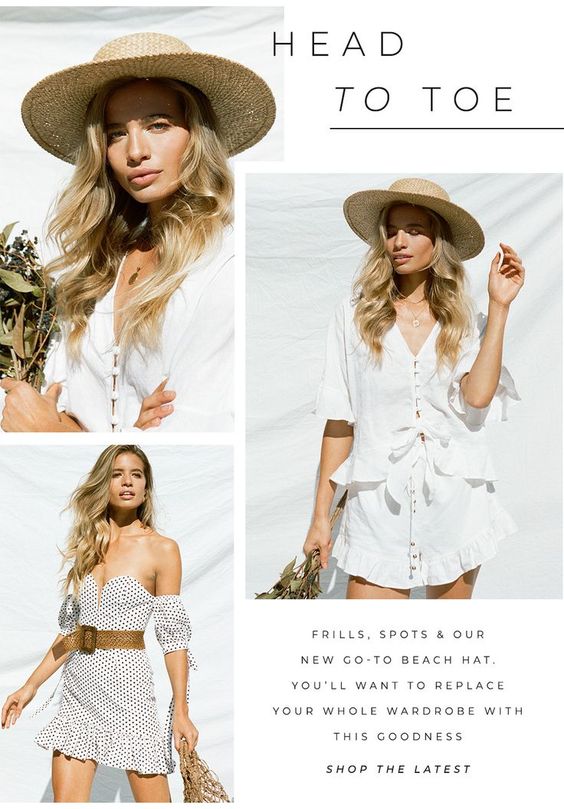 HEAD
TO TOE
FRILLS, SPOTS & OUR
NEW GO-TO BEACH HAT.
YOU'LL WANT TO REPLACE
YOUR WHOLE WARDROBE WITH
THIS GOODNESS
SHOP THE LATEST